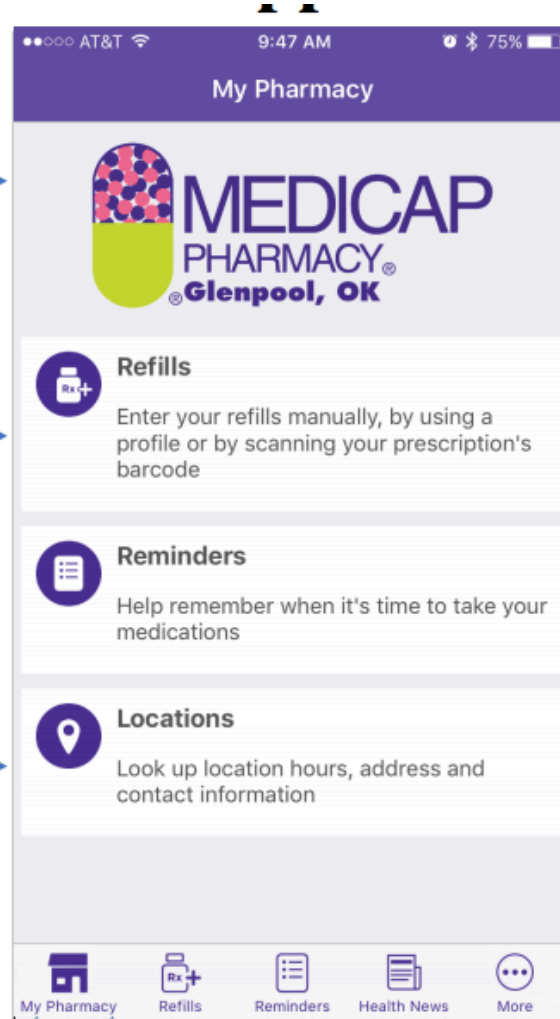 AT&T 9:47 AM 75%
My Pharmacy
MEDICAP
PHARMACY®
®Glenpool, OK
Refills
Rx
Enter your refills manually, by using a
profile or by scanning your prescription's
barcode
Reminders
Help remember when it's time to take your
medications
Locations
Look up location hours, address and
contact information
Rx
My Pharmacy Refills Reminders Health News More